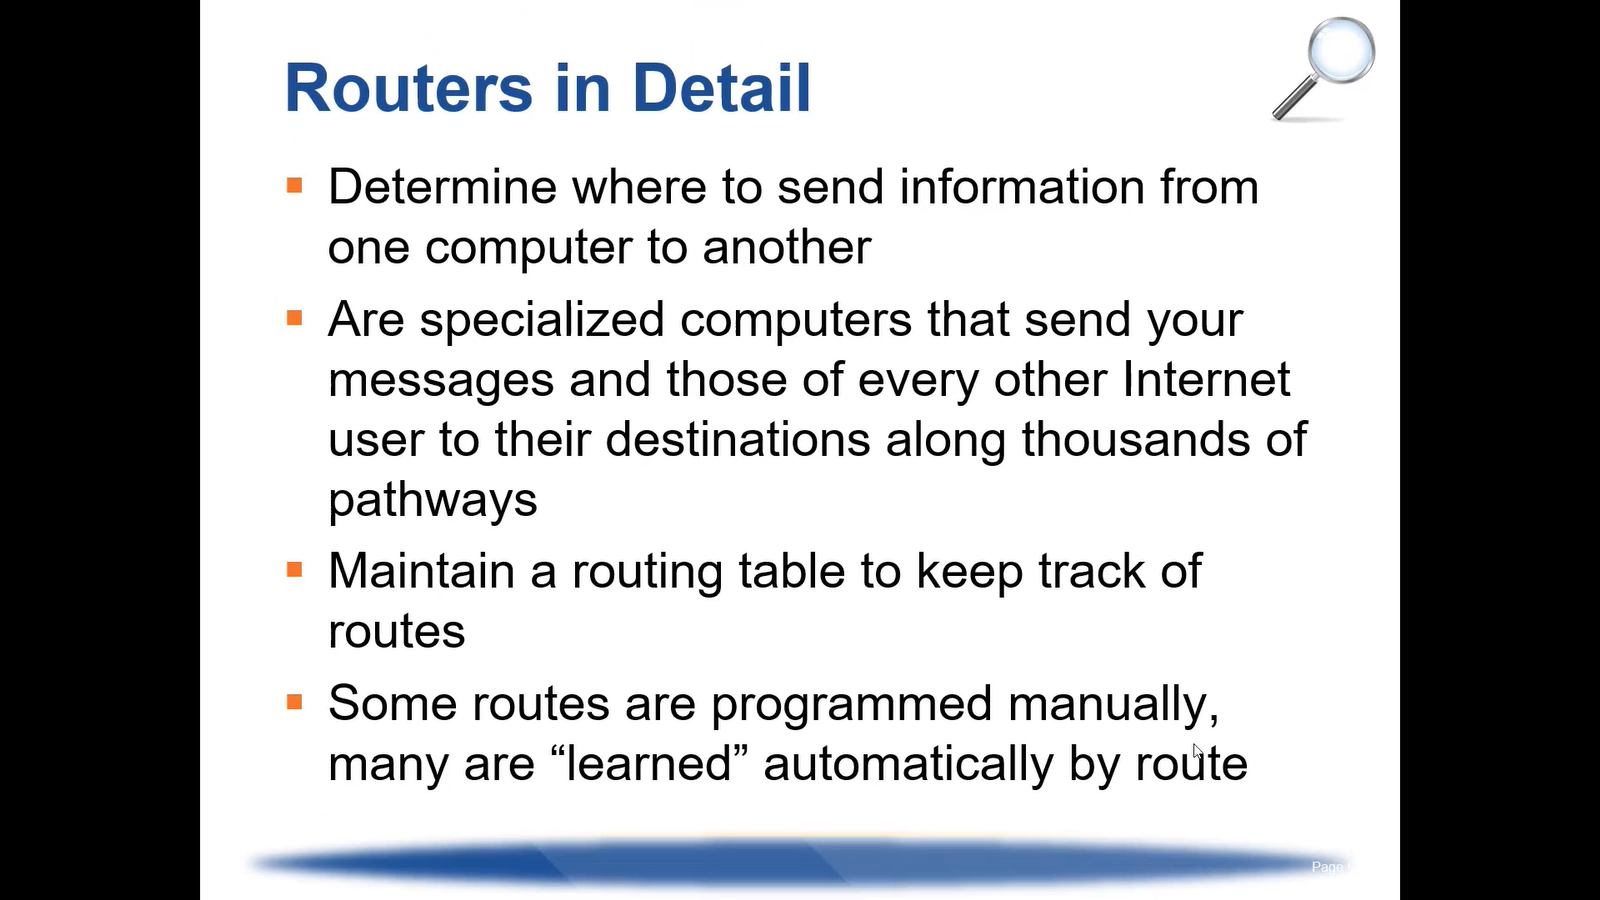 Routers in Detail
Determine where to send information from
one computer to another
Are specialized computers that send your
messages and those of every other Internet
user to their destinations along thousands of
pathways
Maintain a routing table to keep track of
routes
Some routes are programmed manually,
many are “learned” automatically by route
Page